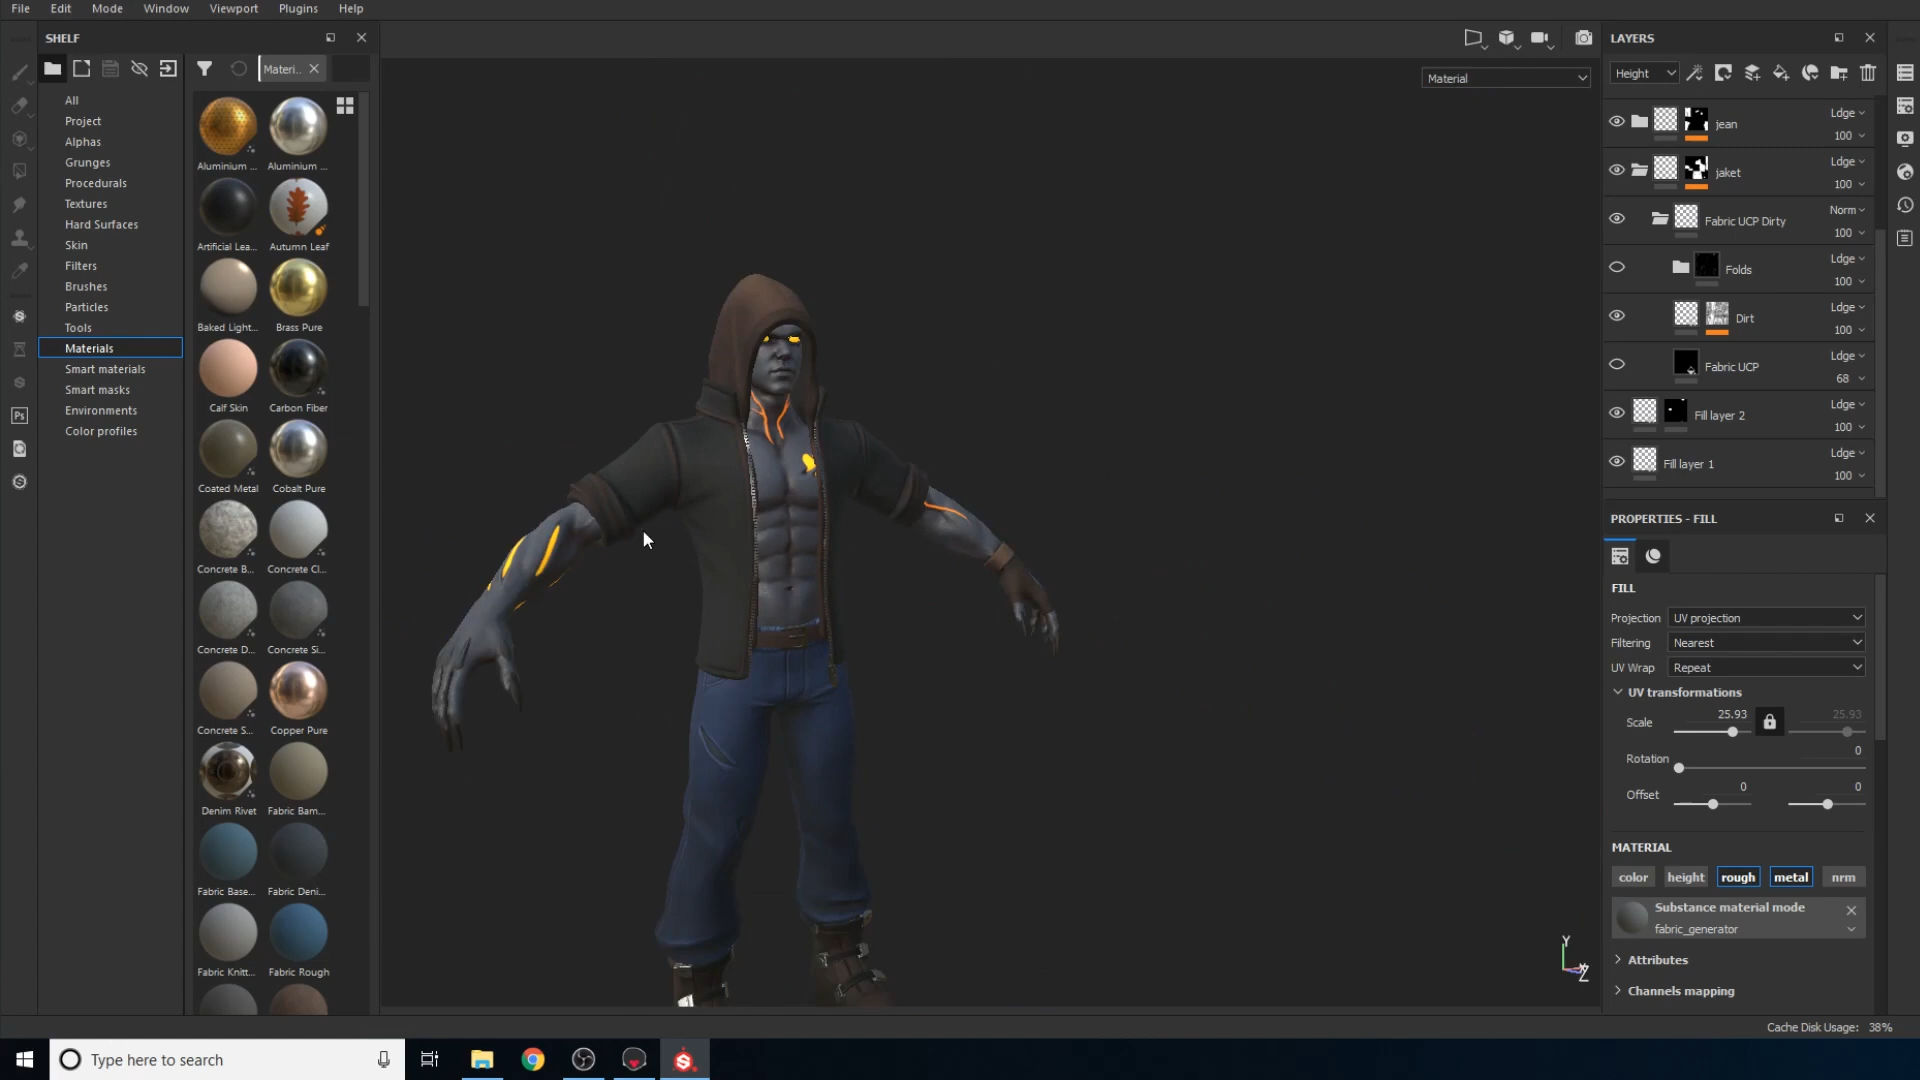 File Edit Mode Window Viewport Plugins Help
SHELF
Materi..
All
Project
Alphas
Grunges
Procedurals
Textures
Hard Surfaces
Skin
Filters
Brushes
Particles
Tools
Materials
Smart materials
Smart masks
Environments
Color profiles
Ps
Aluminium ... Aluminium ...
Artificial Lea... Autumn Leaf
Baked Light... Brass Pure
Calf Skin Carbon Fiber
Coated Metal Cobalt Pure
Concrete B... Concrete Cl...
Concrete D... Concrete Si...
Concrete S... Copper Pure
Denim Rivet Fabric Bam...
Fabric Base... Fabric Deni...
Fabric Knitt... Fabric Rough
Material
Y
Z
LAYERS
Height
jean Ldge
100
jaket Ldge
100
Fabric UCP Dirty Norm
100
Folds Ldge
100
Dirt Ldge
100
Fabric UCP Ldge
68
Fill layer 2 Ldge
100
Fill layer 1 Ldge
100
PROPERTIES - FILL
FILL
Projection UV projection
Filtering Nearest
UV Wrap Repeat
UV transformations
Scale 25.93 25.93
Rotation 0
Offset 0 0
MATERIAL
color height rough metal nrm
Substance material mode
fabric_generator
Attributes
Channels mapping
Cache Disk Usage: 38%
Type here to search